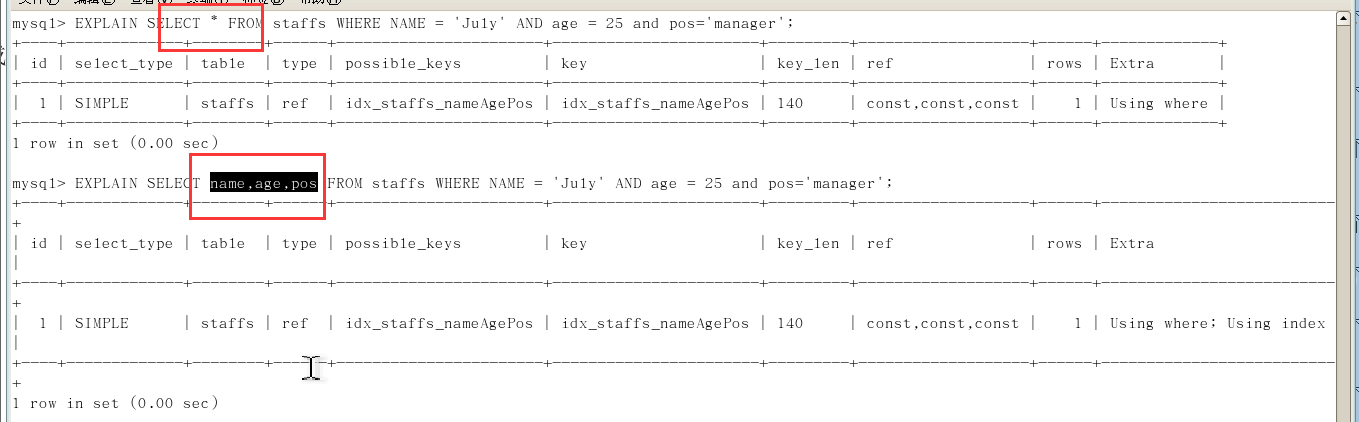 mysql> EXPLAIN SELECT * FROM staffs WHERE NAME = 'July' AND age = 25 and pos='manager';
+----+-------------+--------+------+-----------------------+-----------------------+---------+-------------------+------+-------------+
| id | select_type | table | type | possible_keys | key | key_len | ref | rows | Extra |
+----+-------------+--------+------+-----------------------+-----------------------+---------+-------------------+------+-------------+
| 1 | SIMPLE | staffs | ref | idx_staffs_nameAgePos | idx_staffs_nameAgePos | 140 | const,const,const | 1 | Using where |
+----+-------------+--------+------+-----------------------+-----------------------+---------+-------------------+------+-------------+
1 row in set (0.00 sec)
mysql> EXPLAIN SELECT name,age,pos FROM staffs WHERE NAME = 'July' AND age = 25 and pos='manager';
+----+-------------+--------+------+-----------------------+-----------------------+---------+-------------------+------+--------------------------
+
| id | select_type | table | type | possible_keys | key | key_len | ref | rows | Extra
|
+----+-------------+--------+------+-----------------------+-----------------------+---------+-------------------+------+--------------------------
+
| 1 | SIMPLE | staffs | ref | idx_staffs_nameAgePos | idx_staffs_nameAgePos | 140 | const,const,const | 1 | Using where; Using index
|
+----+-------------+--------+------+-----------------------+-----------------------+---------+-------------------+------+--------------------------
+
1 row in set (0.00 sec)